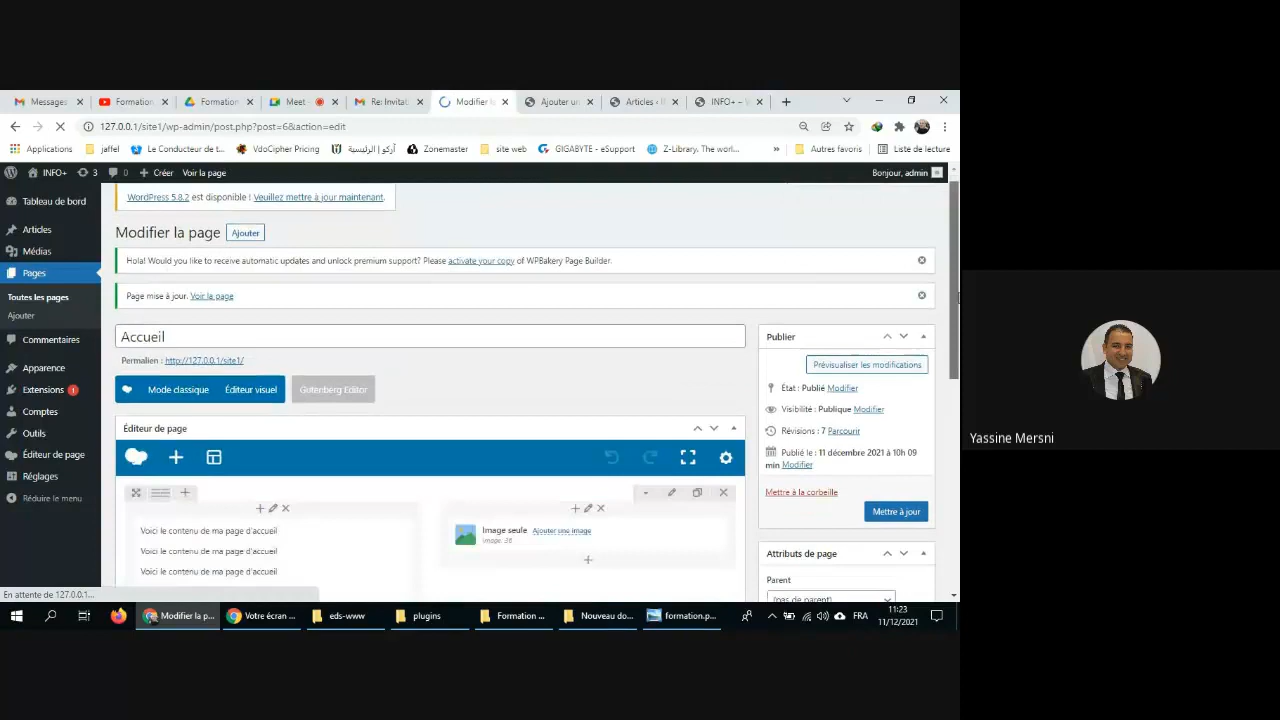 Messages
Formation
Formation
Meet
Re: Invitati
Modifier l
Ajouter un
Articles ‹
INFO+ –
127.0.0.1/site1/wp-admin/post.php?post=6&action=edit
Applications
jaffel
Le Conducteur de t...
VdoCipher Pricing
أركو | الرئيسية
Zonemaster
site web
GIGABYTE - eSupport
Z-Library. The worl...
»
Autres favoris
Liste de lecture
INFO+
3
0
Créer
Voir la page
Bonjour, admin
Tableau de bord
Articles
Médias
Pages
Toutes les pages
Ajouter
Commentaires
Apparence
Extensions 1
Comptes
Outils
Éditeur de page
Réglages
Réduire le menu
WordPress 5.8.2 est disponible ! Veuillez mettre à jour maintenant.
Modifier la page
Ajouter
Hola! Would you like to receive automatic updates and unlock premium support? Please activate your copy of WPBakery Page Builder.
Page mise à jour. Voir la page
Accueil
Permalien : http://127.0.0.1/site1/
Mode classique
Éditeur visuel
Gutenberg Editor
Éditeur de page
Voici le contenu de ma page d'accueil
Voici le contenu de ma page d'accueil
Voici le contenu de ma page d'accueil
Image seule Ajouter une image
Image: 36
Publier
Prévisualiser les modifications
État : Publié Modifier
Visibilité : Publique Modifier
Révisions : 7 Parcourir
Publié le : 11 décembre 2021 à 10h 09
min Modifier
Mettre à la corbeille
Mettre à jour
Attributs de page
Parent
(pas de parent)
En attente de 127.0.0.1...
Modifier la p...
Votre écran ...
eds-www
plugins
Formation ...
Nouveau do...
formation.p...
FRA
11:23
11/12/2021
Yassine Mersni